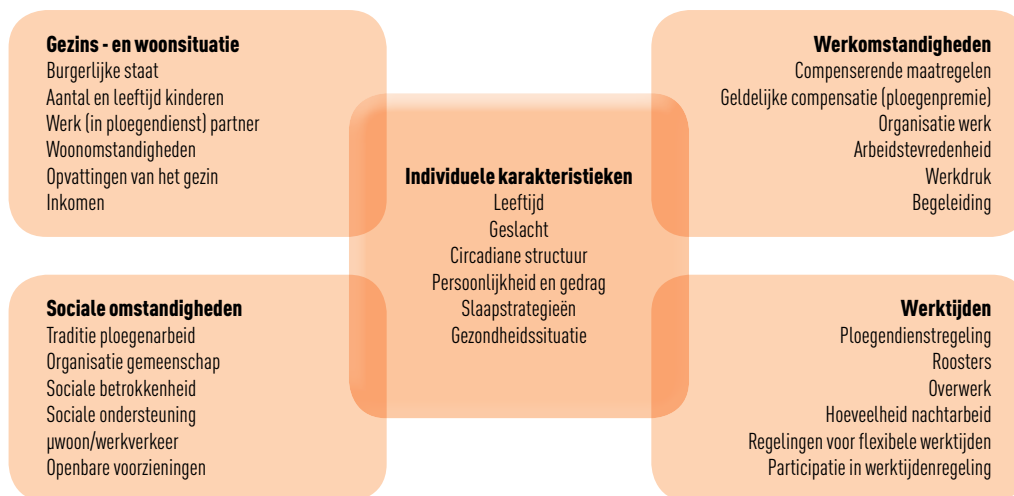 Gezins - en woonsituatie
Burgerlijke staat
Aantal en leeftijd kinderen
Werk (in ploegendienst) partner
Woonomstandigheden
Opvattingen van het gezin
Inkomen
Werkomstandigheden
Compenserende maatregelen
Geldelijke compensatie (ploegenpremie)
Organisatie werk
Arbeidstevredenheid
Werkdruk
Begeleiding
Individuele karakteristieken
Leeftijd
Geslacht
Circadiane structuur
Persoonlijkheid en gedrag
Slaapstrategieën
Gezondheidssituatie
Sociale omstandigheden
Traditie ploegenarbeid
Organisatie gemeenschap
Sociale betrokkenheid
Sociale ondersteuning
µwoon/werkverkeer
Openbare voorzieningen
Werktijden
Ploegendienstregeling
Roosters
Overwerk
Hoeveelheid nachtarbeid
Regelingen voor flexibele werktijden
Participatie in werktijdenregeling